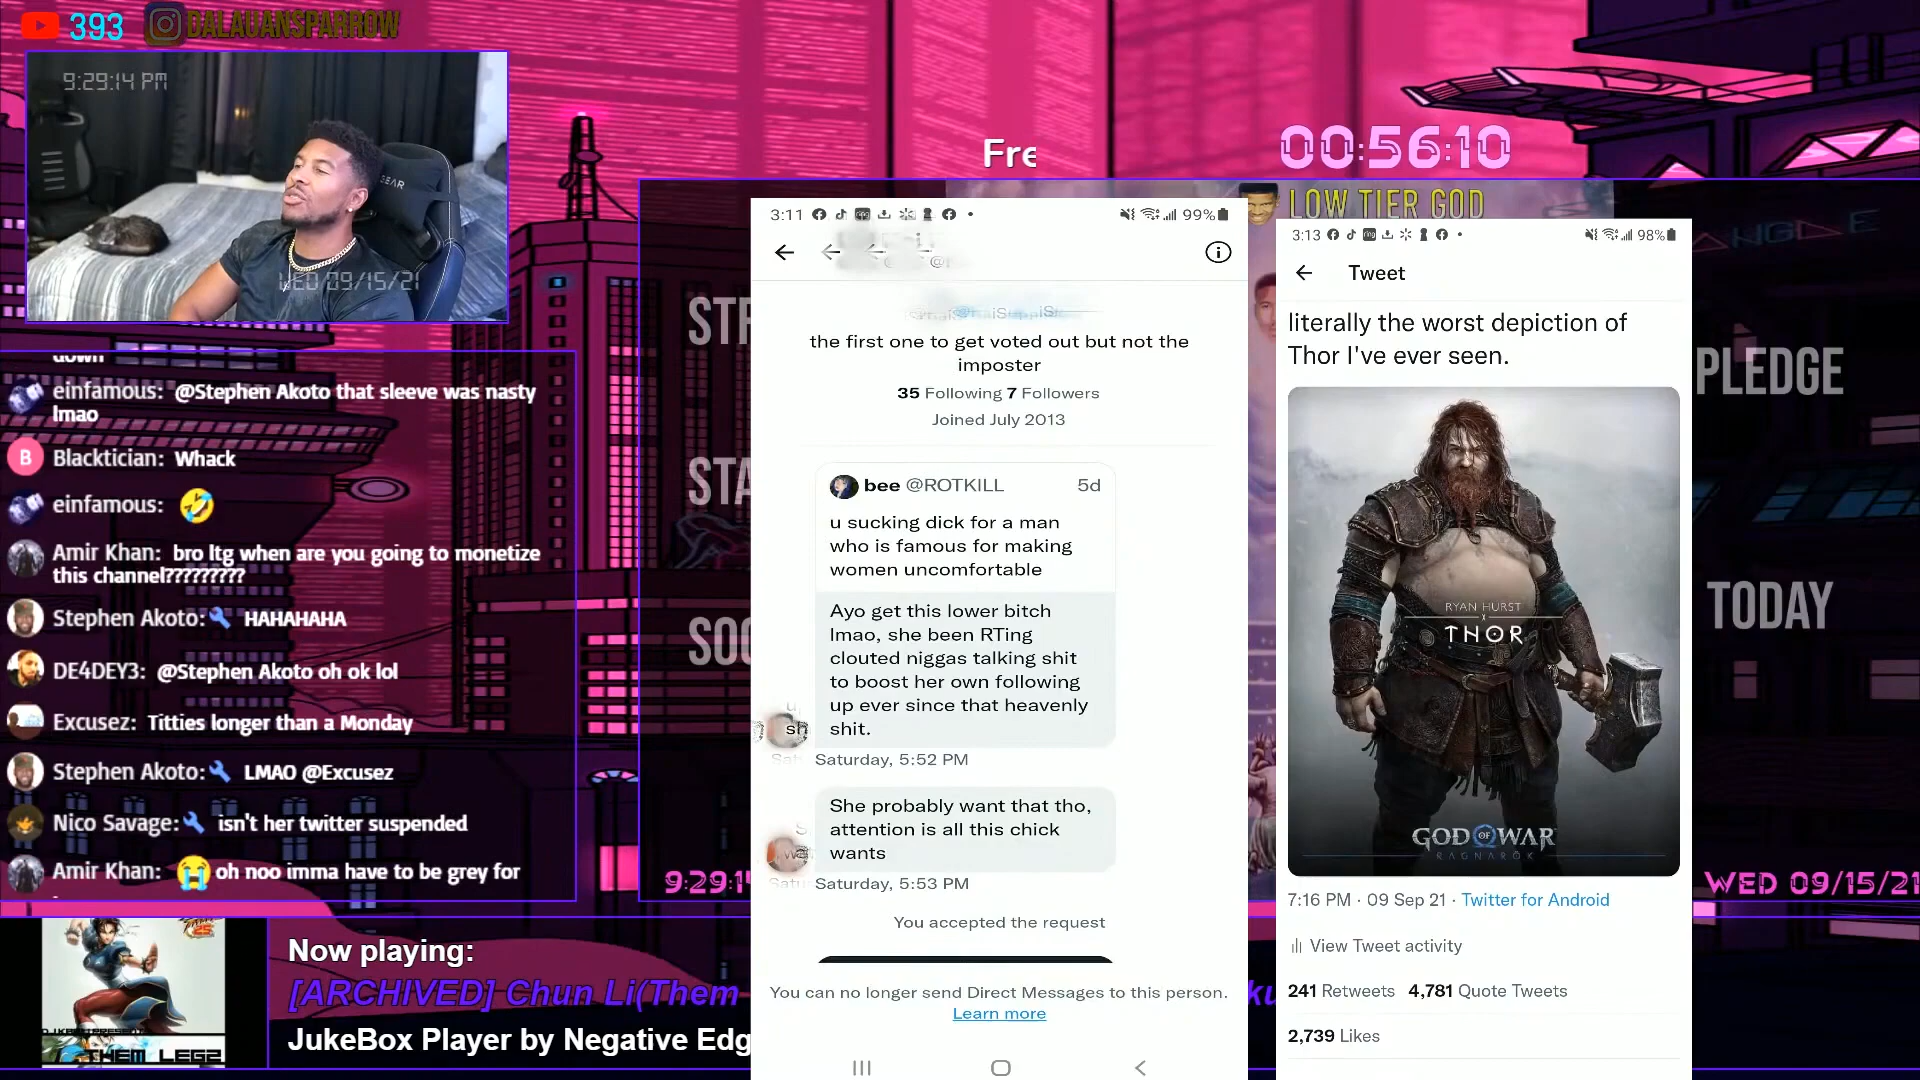 393
DALAUANSPARROW
9:29:14 PM
WED 09/15/21
GEAR
down
einfamous: @Stephen Akoto that sleeve was nasty
lmao
B
Blacktician: Whack
einfamous: 🤣
Amir Khan: bro ltg when are you going to monetize
this channel?????????
Stephen Akoto: HAHAHAHA
DE4DEY3: @Stephen Akoto oh ok lol
Excusez: Titties longer than a Monday
Stephen Akoto: LMAO @Excusez
Nico Savage: isn't her twitter suspended
Amir Khan: 😭 oh noo imma have to be grey for
Now playing:
[ARCHIVED] Chun Li(Them
JukeBox Player by Negative Edg
THEM LEGZ
Fre
00:56:10
LOW TIER GOD
STR
STA
SOC
PLEDGE
TODAY
9:29:14
WED 09/15/21
3:11
99%
the first one to get voted out but not the
imposter
35 Following 7 Followers
Joined July 2013
bee @ROTKILL 5d
u sucking dick for a man
who is famous for making
women uncomfortable
Ayo get this lower bitch
lmao, she been RTing
clouted niggas talking shit
to boost her own following
up ever since that heavenly
shit.
Saturday, 5:52 PM
She probably want that tho,
attention is all this chick
wants
Saturday, 5:53 PM
You accepted the request
You can no longer send Direct Messages to this person.
Learn more
3:13
98%
Tweet
literally the worst depiction of
Thor I've ever seen.
RYAN HURST
THOR
GOD OF WAR
RAGNARÖK
7:16 PM · 09 Sep 21 · Twitter for Android
View Tweet activity
241 Retweets 4,781 Quote Tweets
2,739 Likes